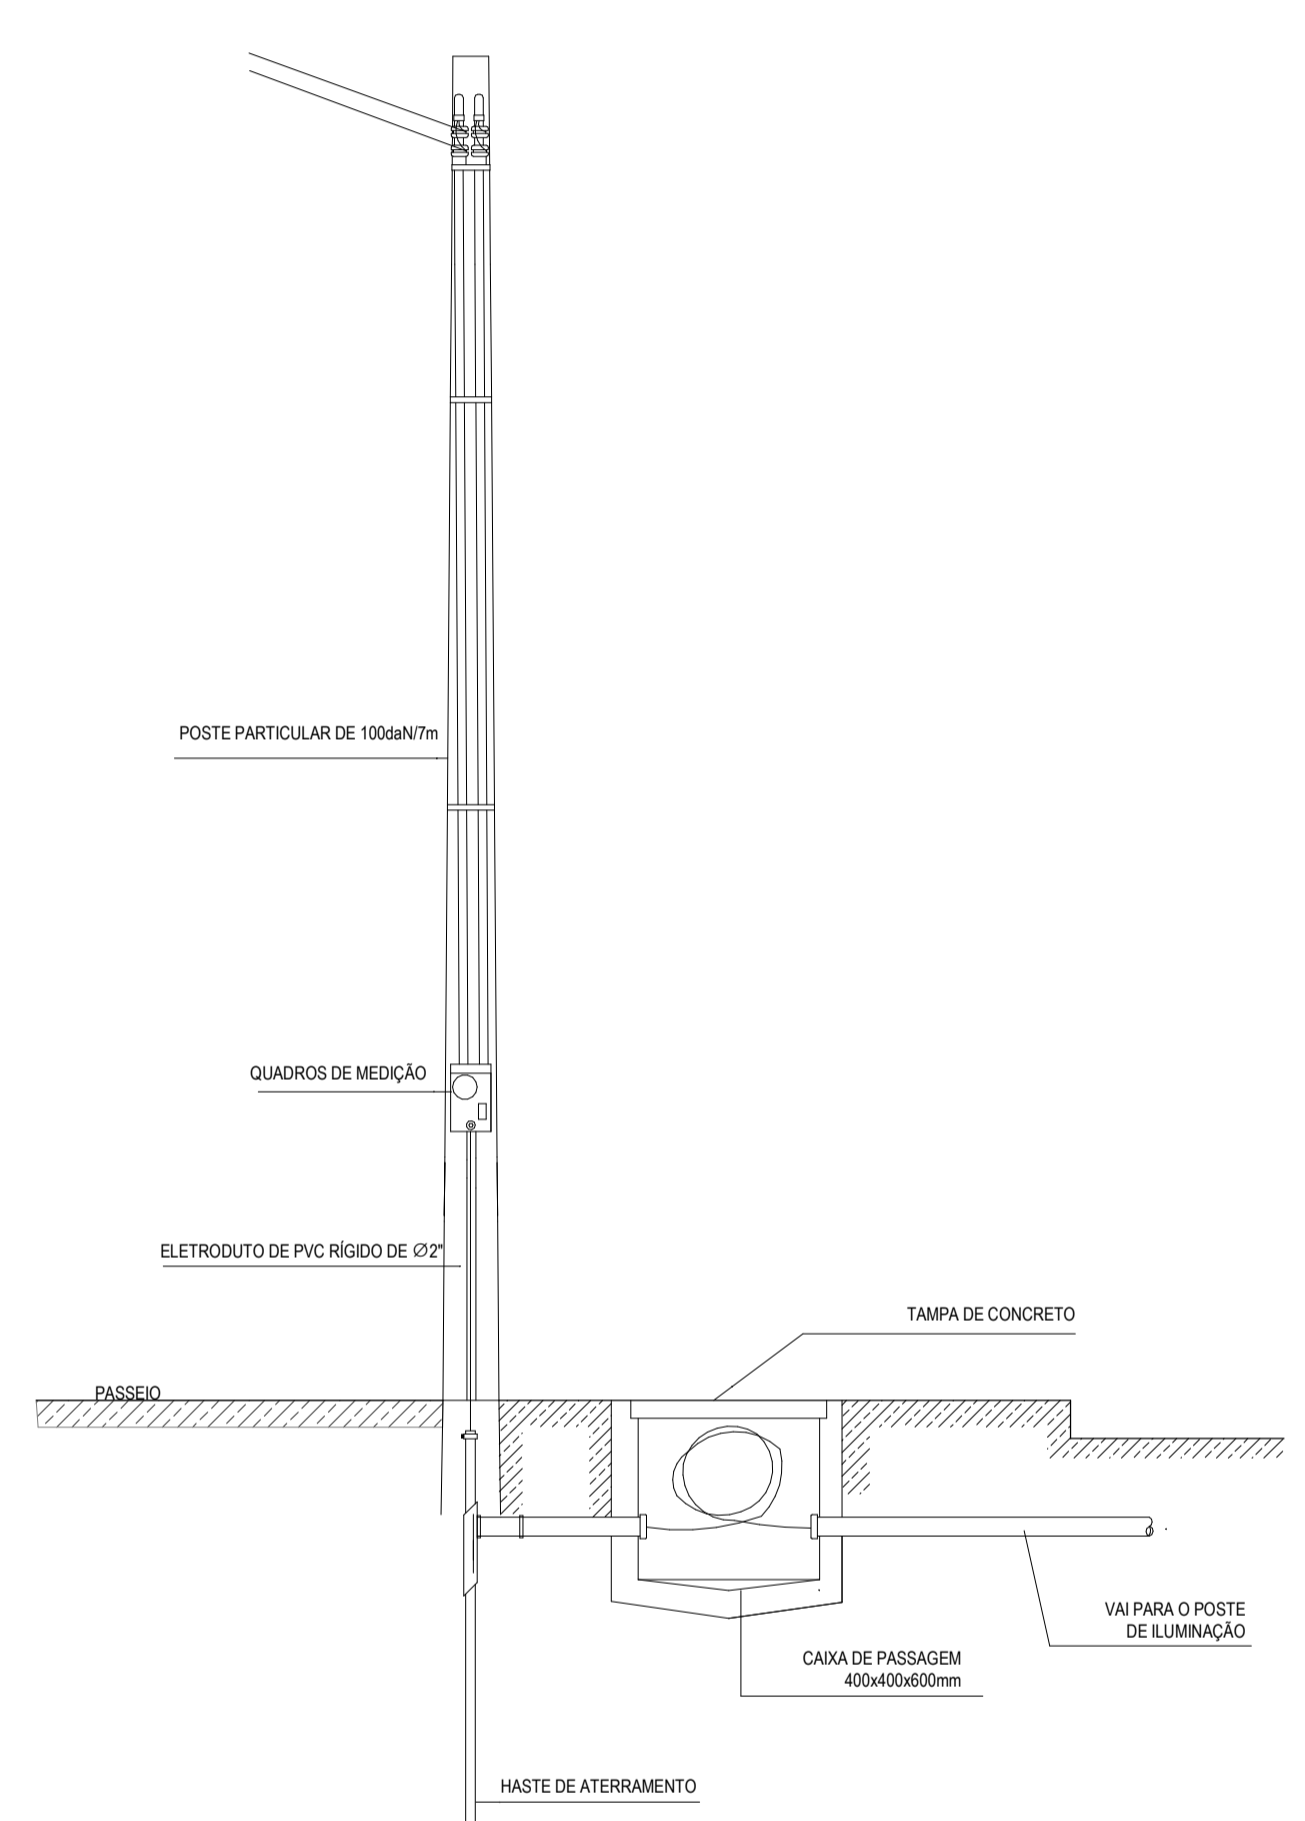 POSTE PARTICULAR DE 100daN/7m
QUADROS DE MEDIÇÃO
ELETRODUTO DE PVC RÍGIDO DE ∅2"
TAMPA DE CONCRETO
PASSEIO
VAI PARA O POSTE
DE ILUMINAÇÃO
CAIXA DE PASSAGEM
400x400x600mm
HASTE DE ATERRAMENTO